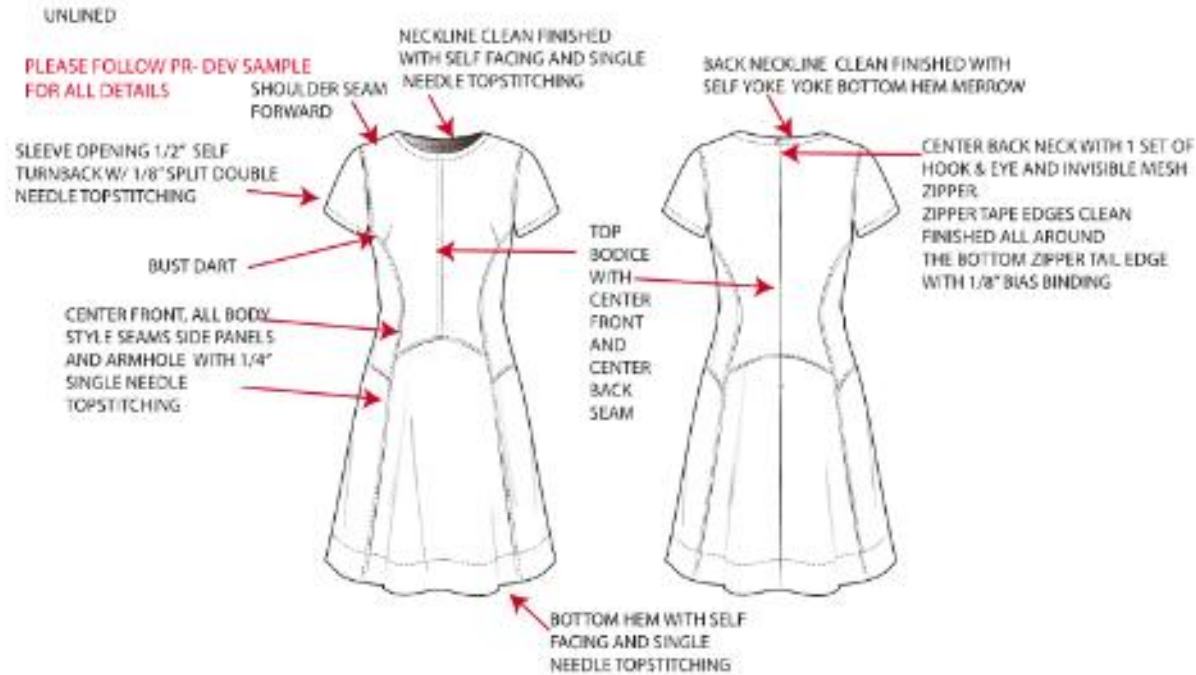 UNLINED
PLEASE FOLLOW PR- DEV SAMPLE
FOR ALL DETAILS
SHOULDER SEAM
FORWARD
NECKLINE CLEAN FINISHED
WITH SELF FACING AND SINGLE
NEEDLE TOPSTITCHING
BACK NECKLINE CLEAN FINISHED WITH
SELF YOKE YOKE BOTTOM HEM MERROW
SLEEVE OPENING 1/2" SELF
TURNBACK W/ 1/8" SPLIT DOUBLE
NEEDLE TOPSTITCHING
CENTER BACK NECK WITH 1 SET OF
HOOK & EYE AND INVISIBLE MESH
ZIPPER
ZIPPER TAPE EDGES CLEAN
FINISHED ALL AROUND
THE BOTTOM ZIPPER TAIL EDGE
WITH 1/8" BIAS BINDING
BUST DART
TOP
BODICE
WITH
CENTER
FRONT
AND
CENTER
BACK
SEAM
CENTER FRONT, ALL BODY
STYLE SEAMS SIDE PANELS
AND ARMHOLE WITH 1/4"
SINGLE NEEDLE
TOPSTITCHING
BOTTOM HEM WITH SELF
FACING AND SINGLE
NEEDLE TOPSTITCHING